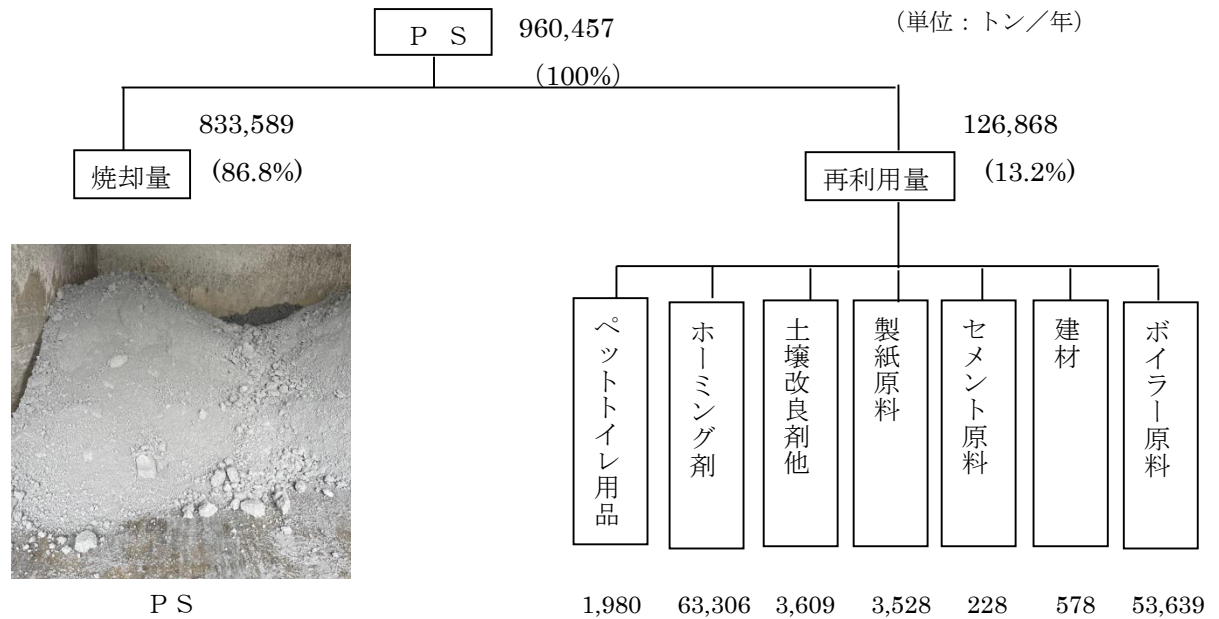 Ｐ Ｓ
960,457
(単位：トン／年)
(100%)
833,589
126,868
焼却量
(86.8%)
再利用量
(13.2%)
ペットトイレ用品
ホーミング剤
土壌改良剤他
製紙原料
セメント原料
建材
ボイラー原料
ＰＳ
1,980
63,306
3,609
3,528
228
578
53,639